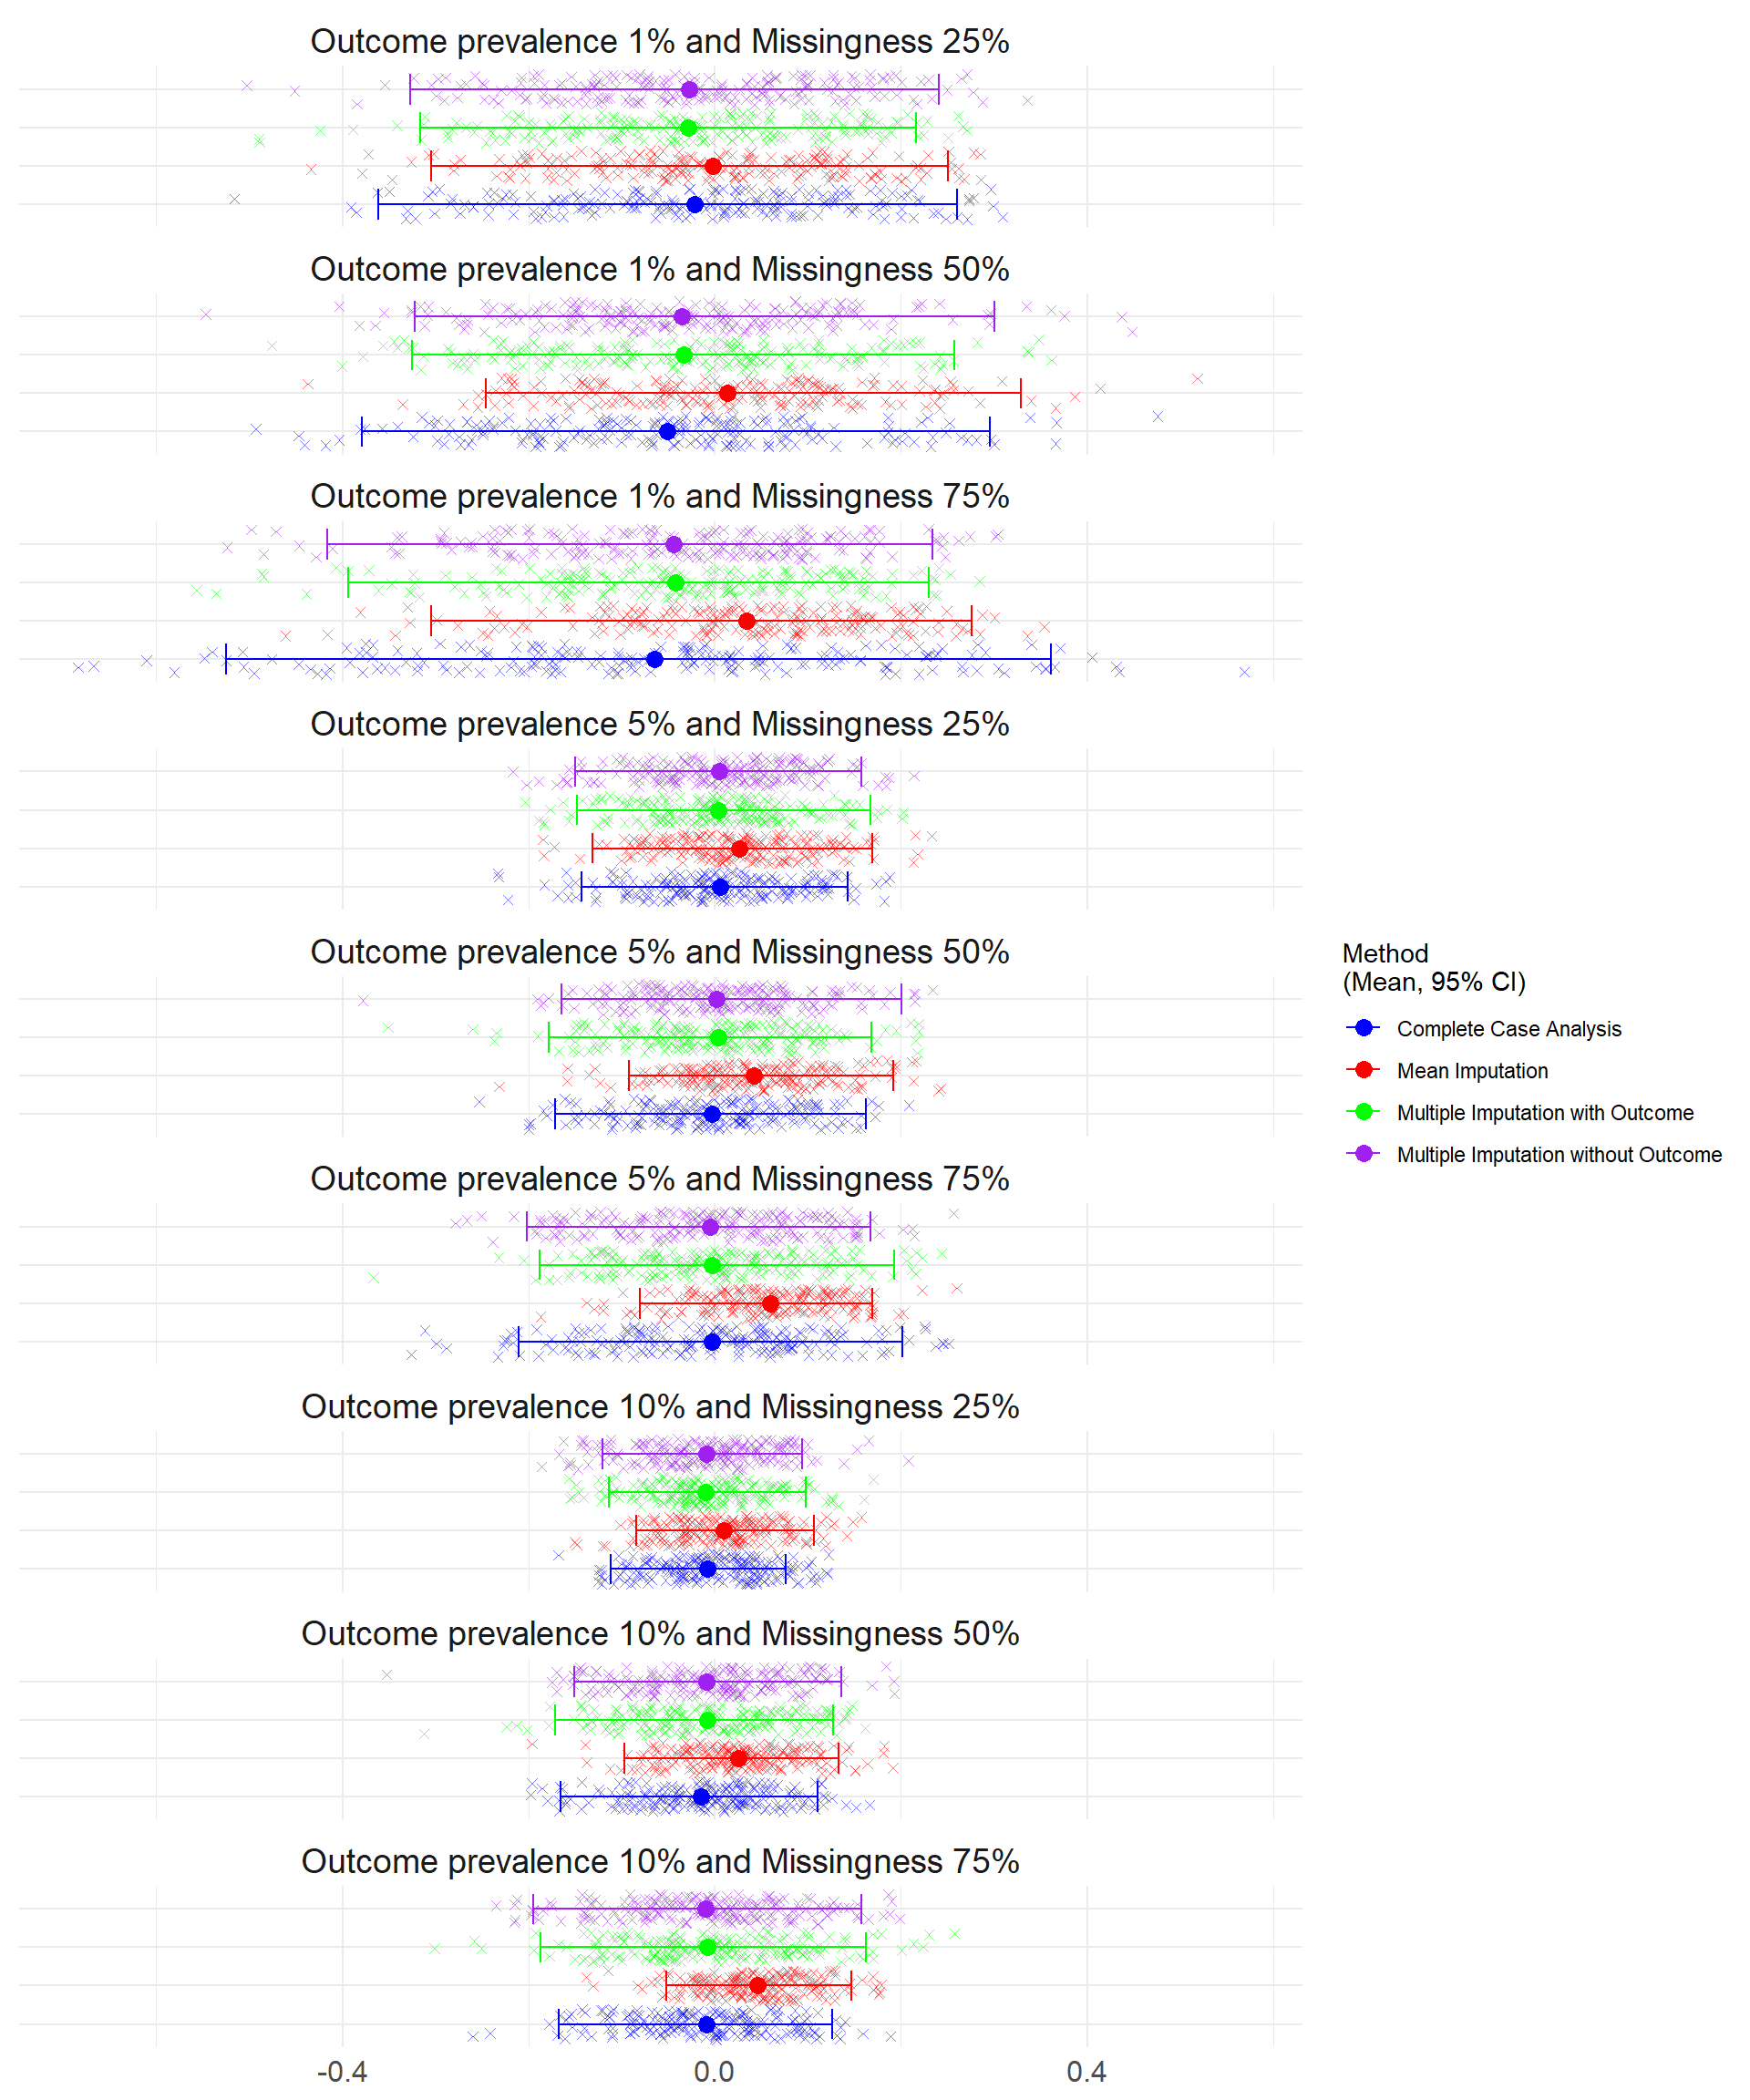 Outcome prevalence 1% and Missingness 25%
Outcome prevalence 1% and Missingness 50%
Outcome prevalence 1% and Missingness 75%
Outcome prevalence 5% and Missingness 25%
Outcome prevalence 5% and Missingness 50%
Outcome prevalence 5% and Missingness 75%
Outcome prevalence 10% and Missingness 25%
Outcome prevalence 10% and Missingness 50%
Outcome prevalence 10% and Missingness 75%
-0.4 0.0 0.4
Method
(Mean, 95% CI)
Complete Case Analysis
Mean Imputation
Multiple Imputation with Outcome
Multiple Imputation without Outcome